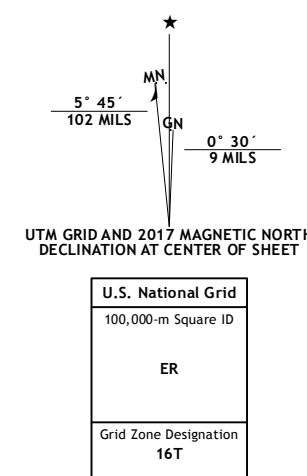 MN.
5° 45´
102 MILS
GN
0° 30´
9 MILS
UTM GRID AND 2017 MAGNETIC NORTH
DECLINATION AT CENTER OF SHEET
U.S. National Grid
100,000-m Square ID
ER
Grid Zone Designation
16T